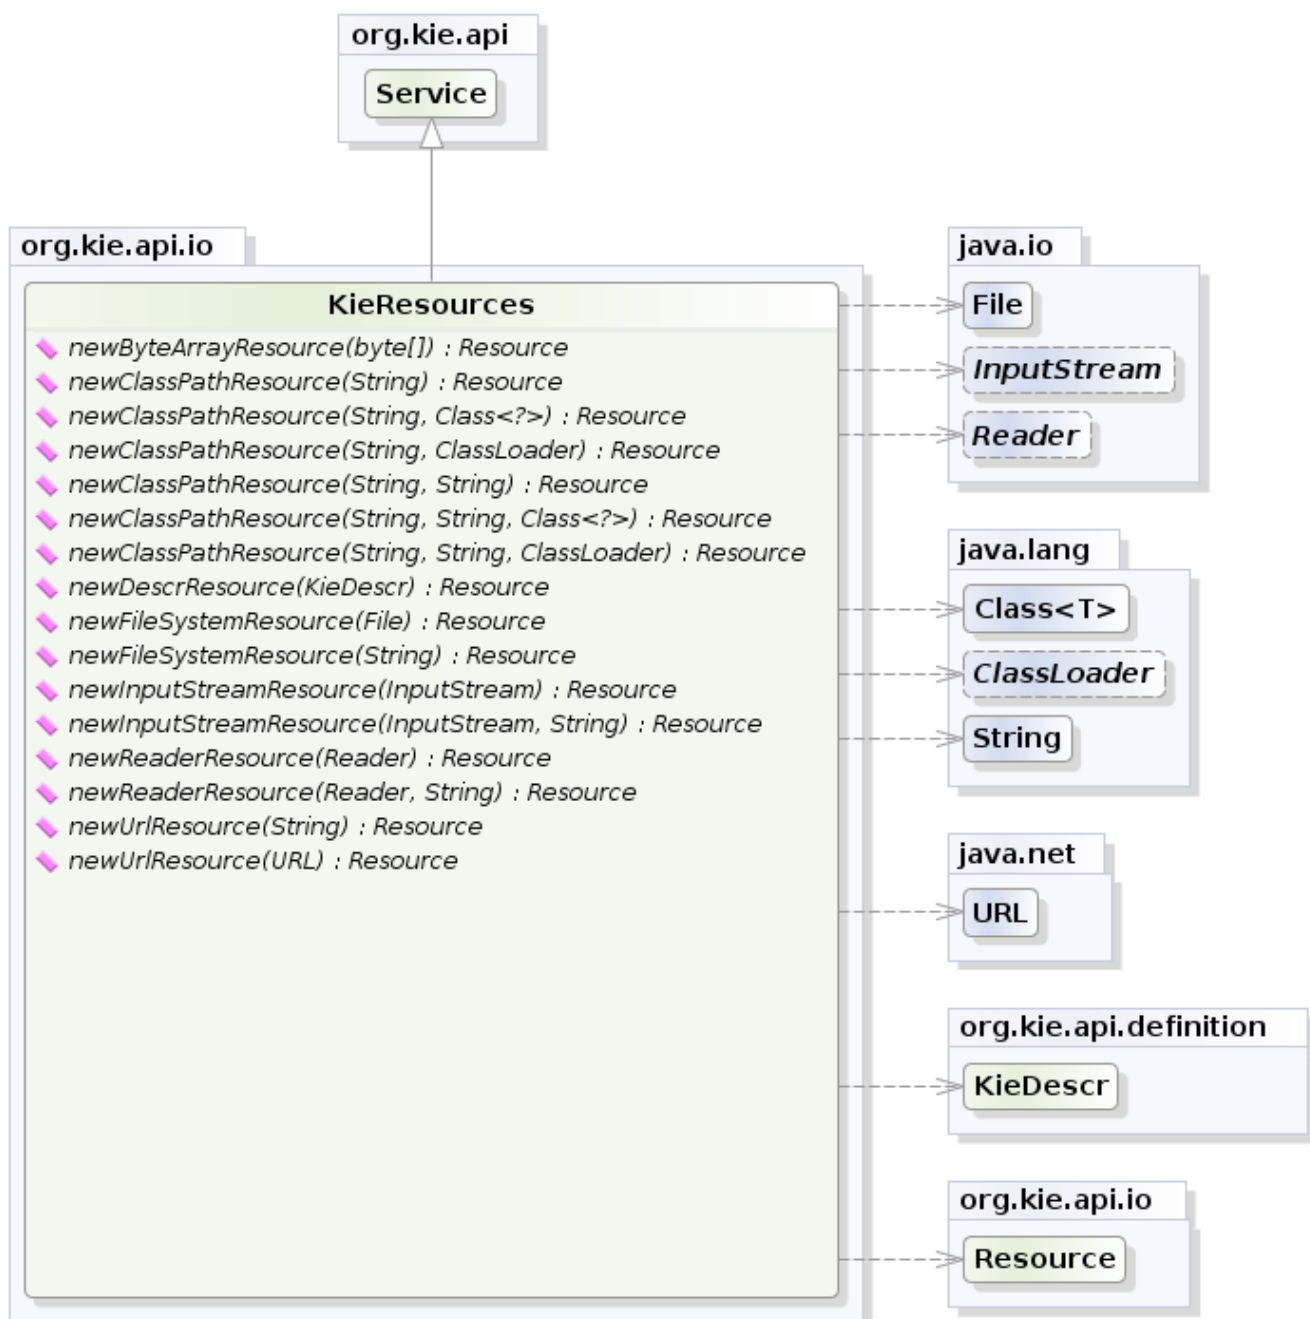 org.kie.api
Service
org.kie.api.io
KieResources
newByteArrayResource(byte[]) : Resource
newClassPathResource(String) : Resource
newClassPathResource(String, Class<?>) : Resource
newClassPathResource(String, ClassLoader) : Resource
newClassPathResource(String, String) : Resource
newClassPathResource(String, String, Class<?>) : Resource
newClassPathResource(String, String, ClassLoader) : Resource
newDescrResource(KieDescr) : Resource
newFileSystemResource(File) : Resource
newFileSystemResource(String) : Resource
newInputStreamResource(InputStream) : Resource
newInputStreamResource(InputStream, String) : Resource
newReaderResource(Reader) : Resource
newReaderResource(Reader, String) : Resource
newUrlResource(String) : Resource
newUrlResource(URL) : Resource
java.io
File
InputStream
Reader
java.lang
Class<T>
ClassLoader
String
java.net
URL
org.kie.api.definition
KieDescr
org.kie.api.io
Resource